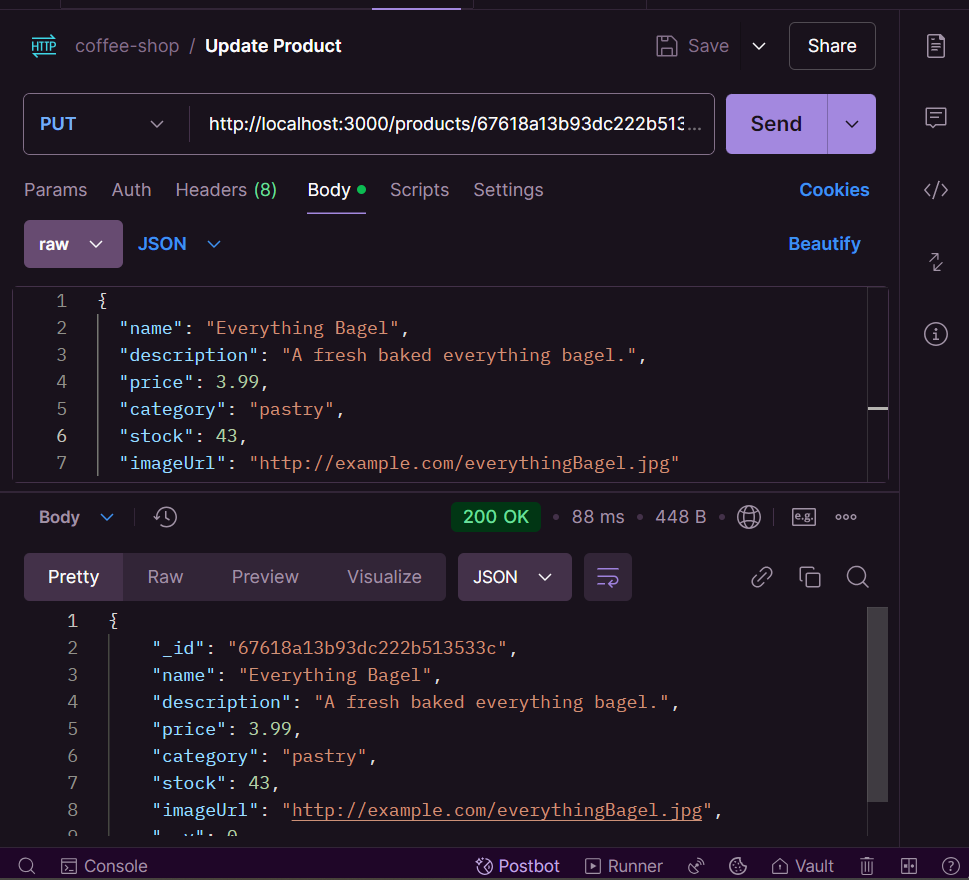 HTTP coffee-shop / Update Product Save Share
PUT http://localhost:3000/products/67618a13b93dc222b513... Send
Params Auth Headers (8) Body Scripts Settings Cookies
raw JSON Beautify
1 {
2 "name": "Everything Bagel",
3 "description": "A fresh baked everything bagel.",
4 "price": 3.99,
5 "category": "pastry",
6 "stock": 43,
7 "imageUrl": "http://example.com/everythingBagel.jpg"
Body 200 OK • 88 ms • 448 B • e.g.
Pretty Raw Preview Visualize JSON
1 {
2 "_id": "67618a13b93dc222b513533c",
3 "name": "Everything Bagel",
4 "description": "A fresh baked everything bagel.",
5 "price": 3.99,
6 "category": "pastry",
7 "stock": 43,
8 "imageUrl": "http://example.com/everythingBagel.jpg",
Console Postbot Runner Vault